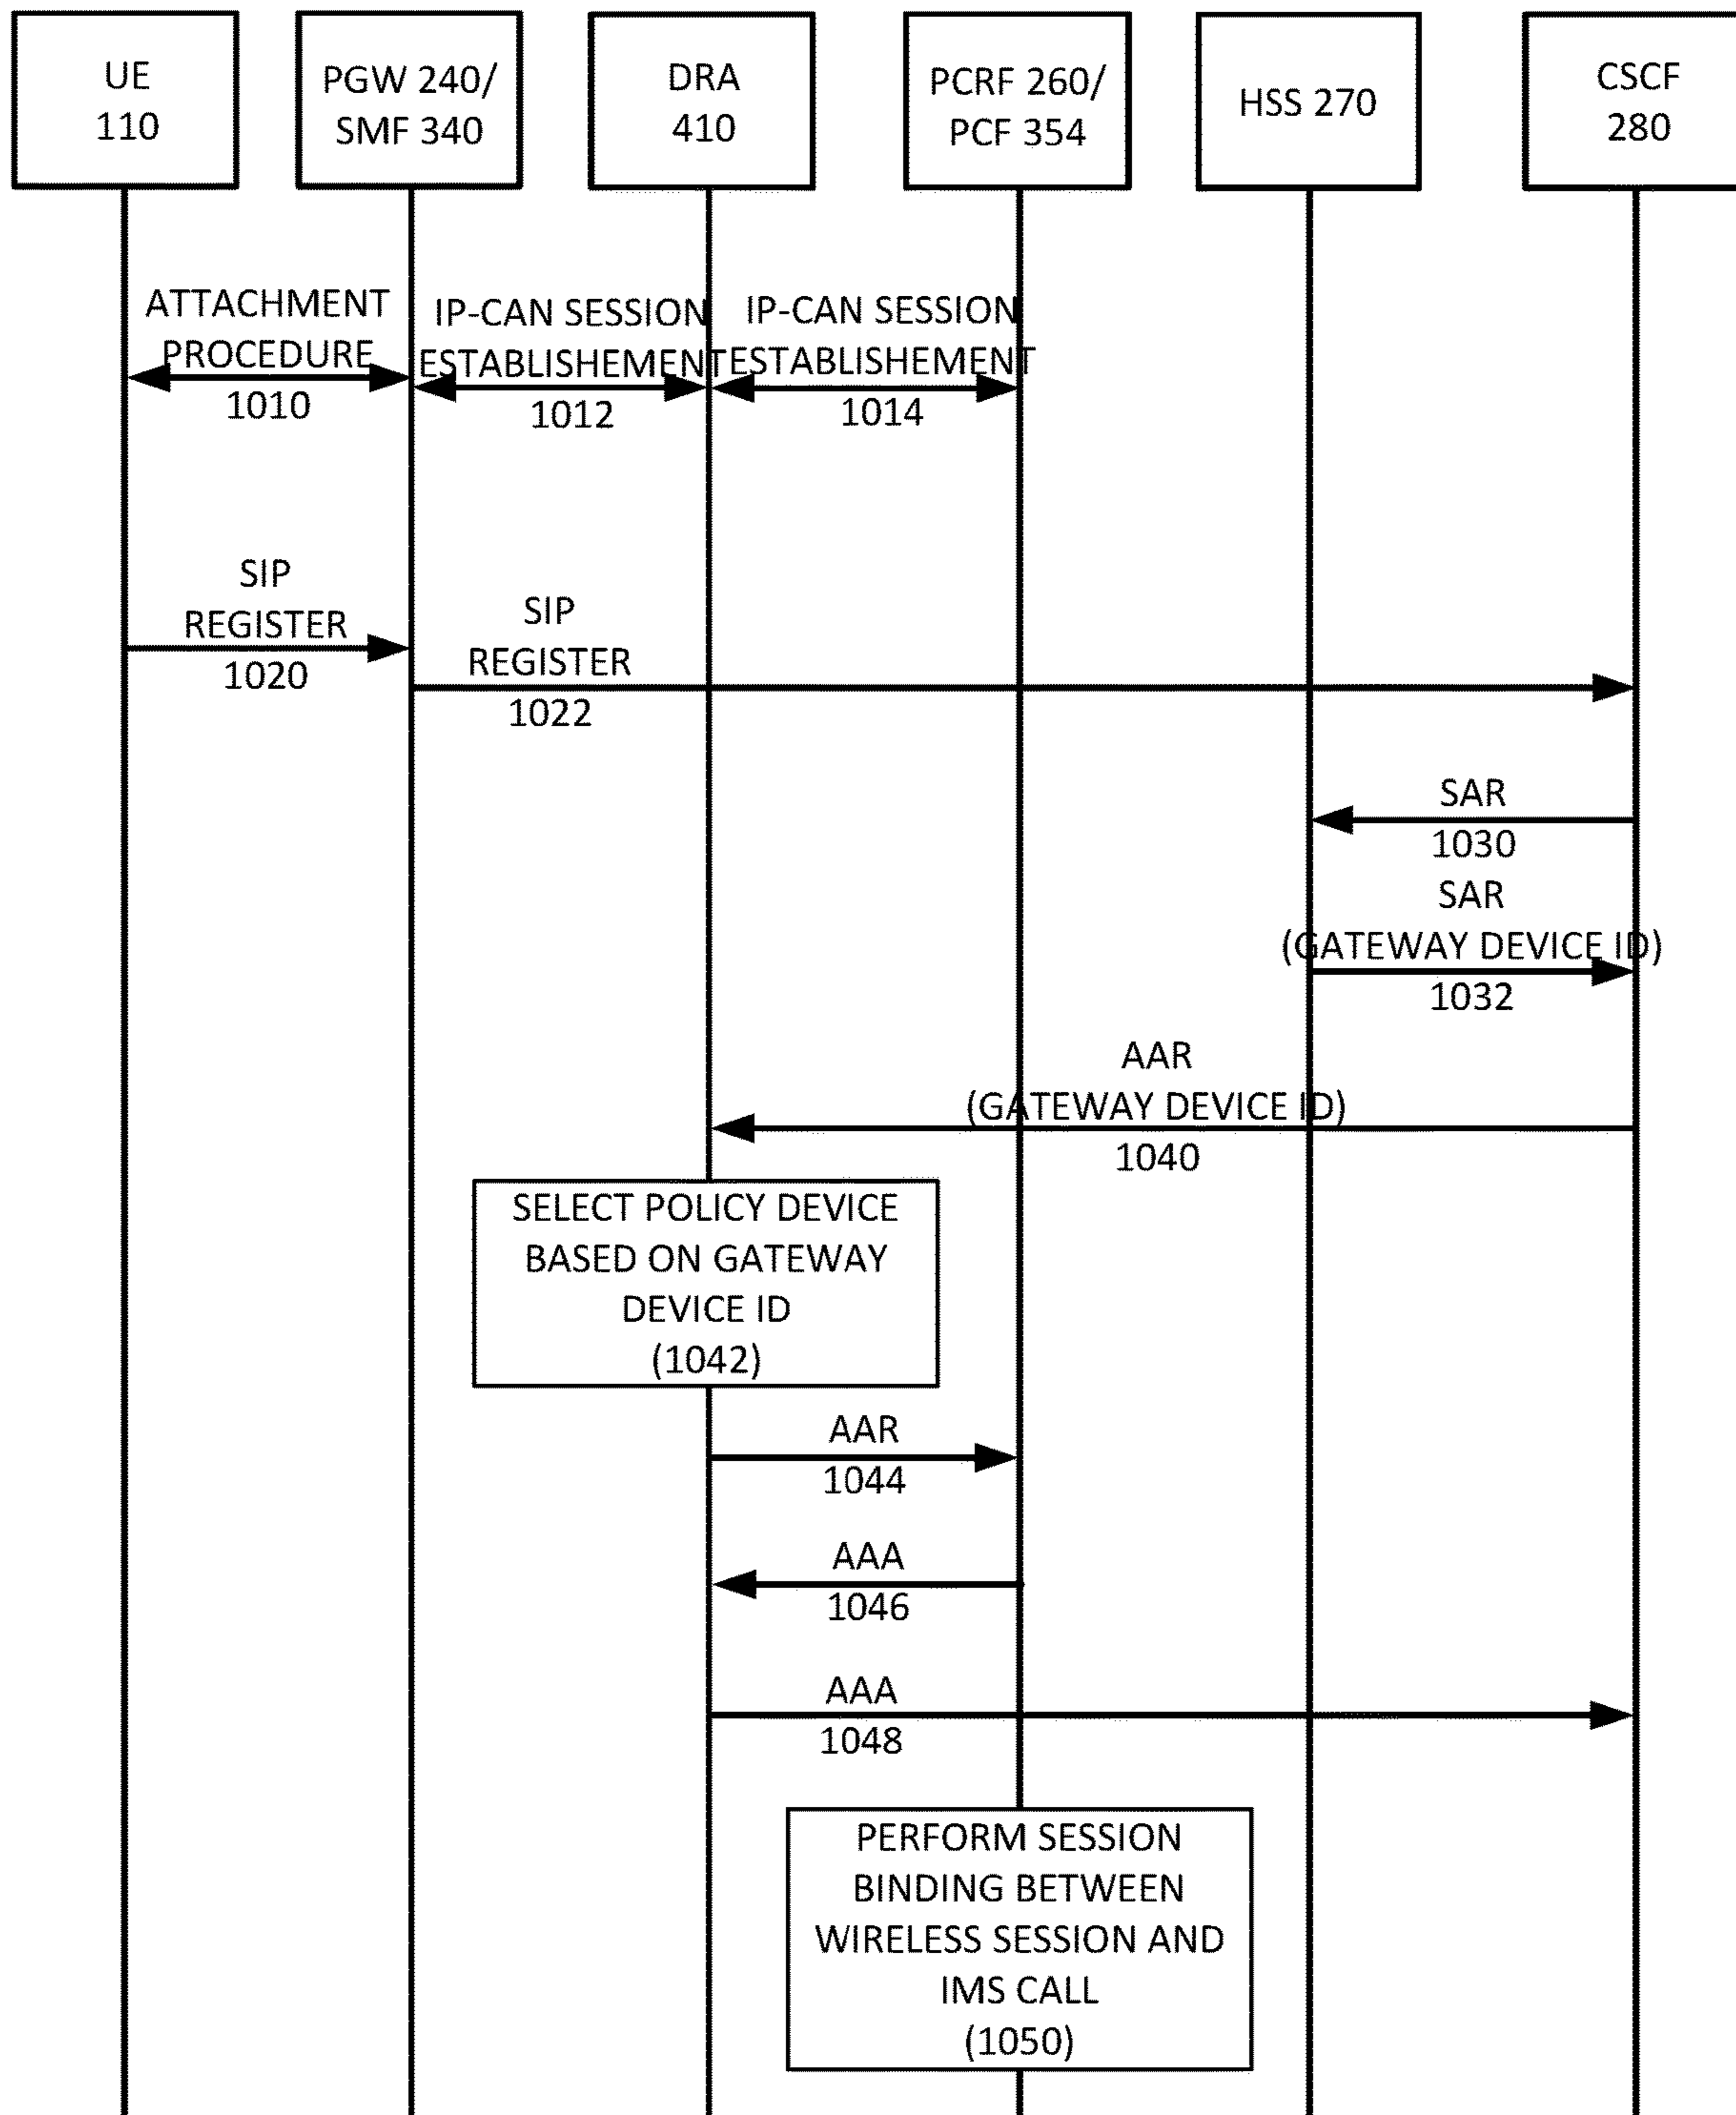 UE
110
PGW 240/
SMF 340
DRA
410
PCRF 260/
PCF 354
HSS 270
CSCF
280
ATTACHMENT
PROCEDURE
1010
IP-CAN SESSION
ESTABLISHEMENT
1012
IP-CAN SESSION
ESTABLISHEMENT
1014
SIP
REGISTER
1020
SIP
REGISTER
1022
SAR
1030
SAR
(GATEWAY DEVICE ID)
1032
AAR
(GATEWAY DEVICE ID)
1040
SELECT POLICY DEVICE
BASED ON GATEWAY
DEVICE ID
(1042)
AAR
1044
AAA
1046
AAA
1048
PERFORM SESSION
BINDING BETWEEN
WIRELESS SESSION AND
IMS CALL
(1050)